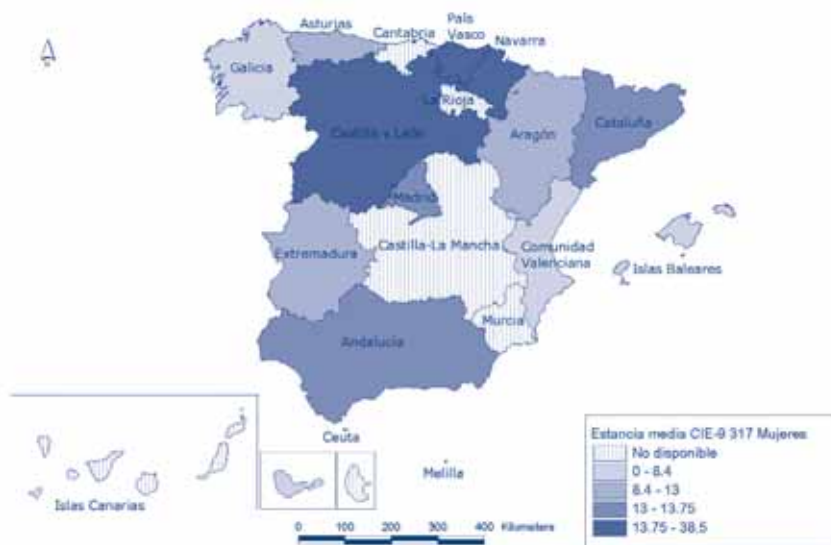 Asturias
Cantabria
País
Vasco
Navarra
Galicia
La Rioja
Castilla y León
Aragón
Cataluña
Madrid
Extremadura
Castilla-La Mancha
Comunidad
Valenciana
Islas Baleares
Murcia
Andalucía
Ceuta
Melilla
Islas Canarias
Estancia media CIE-9 317 Mujeres
No disponible
0 - 8.4
8.4 - 13
13 - 13.75
13.75 - 38.5
0 100 200 300 400 Kilometers